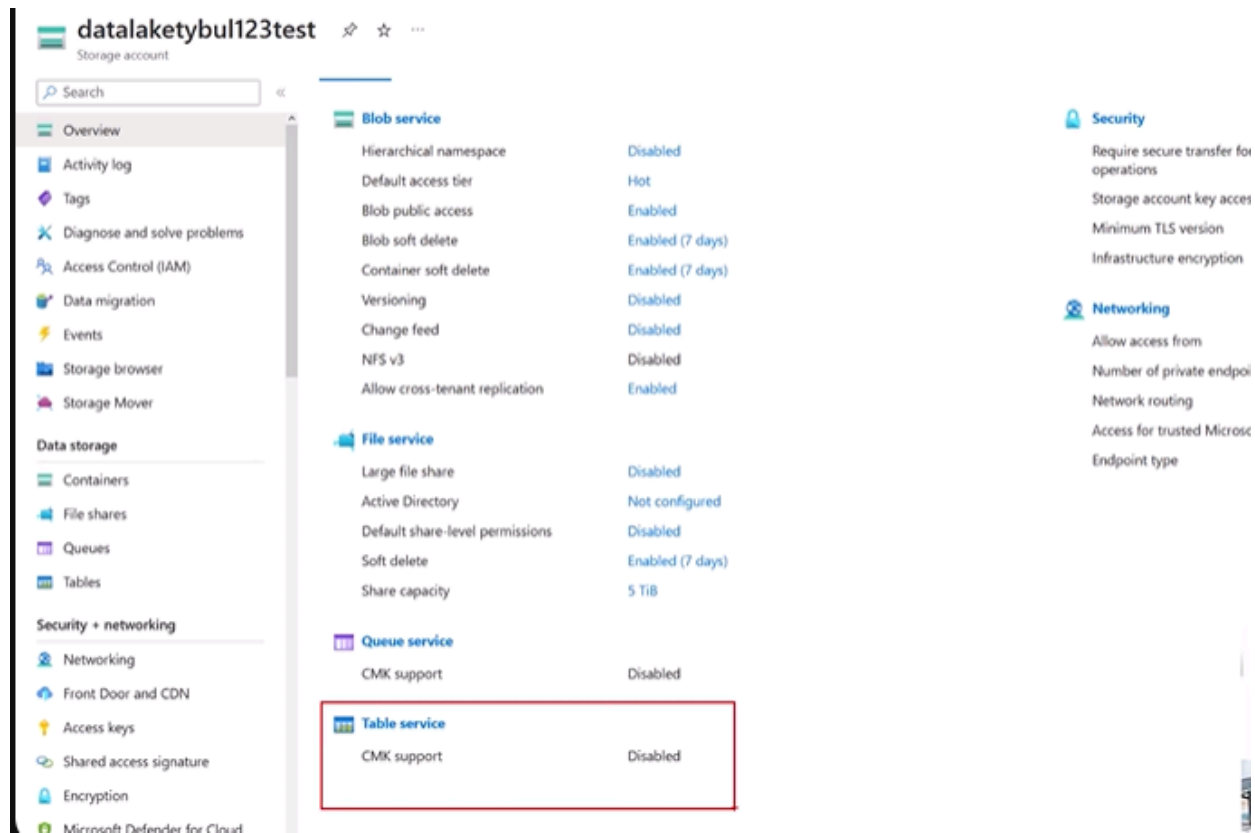 datalaketybul123test
Storage account
Search
Overview
Activity log
Tags
Diagnose and solve problems
Access Control (IAM)
Data migration
Events
Storage browser
Storage Mover
Data storage
Containers
File shares
Queues
Tables
Security + networking
Networking
Front Door and CDN
Access keys
Shared access signature
Encryption
Microsoft Defender for Cloud
Blob service
Hierarchical namespace Disabled
Default access tier Hot
Blob public access Enabled
Blob soft delete Enabled (7 days)
Container soft delete Enabled (7 days)
Versioning Disabled
Change feed Disabled
NFS v3 Disabled
Allow cross-tenant replication Enabled
File service
Large file share Disabled
Active Directory Not configured
Default share-level permissions Disabled
Soft delete Enabled (7 days)
Share capacity 5 TiB
Queue service
CMK support Disabled
Table service
CMK support Disabled
Security
Require secure transfer for
operations
Storage account key acces
Minimum TLS version
Infrastructure encryption
Networking
Allow access from
Number of private endpoi
Network routing
Access for trusted Microso
Endpoint type